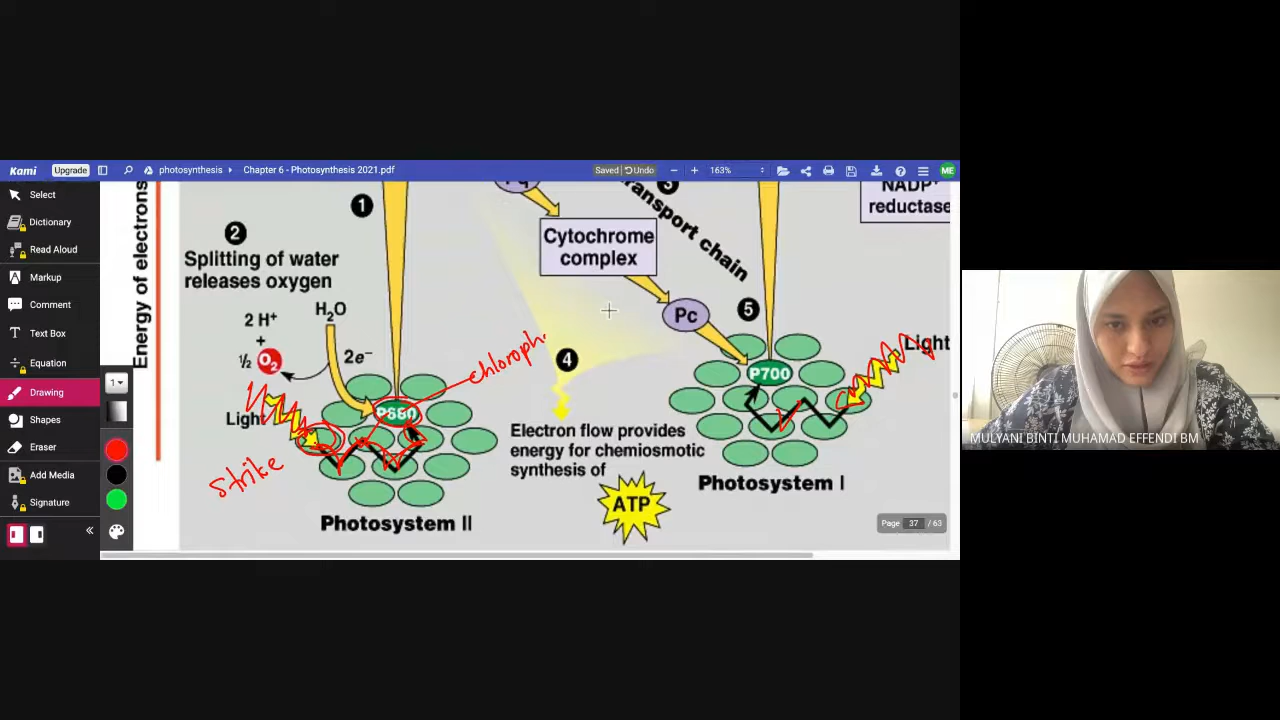 Kami
Upgrade
photosynthesis
Chapter 6 - Photosynthesis 2021.pdf
Saved
Undo
163%
ME
Select
Dictionary
Read Aloud
Markup
Comment
Text Box
Equation
Drawing
1
Shapes
Eraser
Add Media
Signature
Energy of electrons
1
2
Splitting of water
releases oxygen
H₂O
2 H⁺
+
½ O₂
2e⁻
Light
strike
P680
chloroph
Photosystem II
Pq
Cytochrome
complex
3
transport chain
Pc
4
Electron flow provides
energy for chemiosmotic
synthesis of
ATP
5
P700
Light
Photosystem I
NADP⁺
reductase
Page 37 / 63
MULYANI BINTI MUHAMAD EFFENDI BM